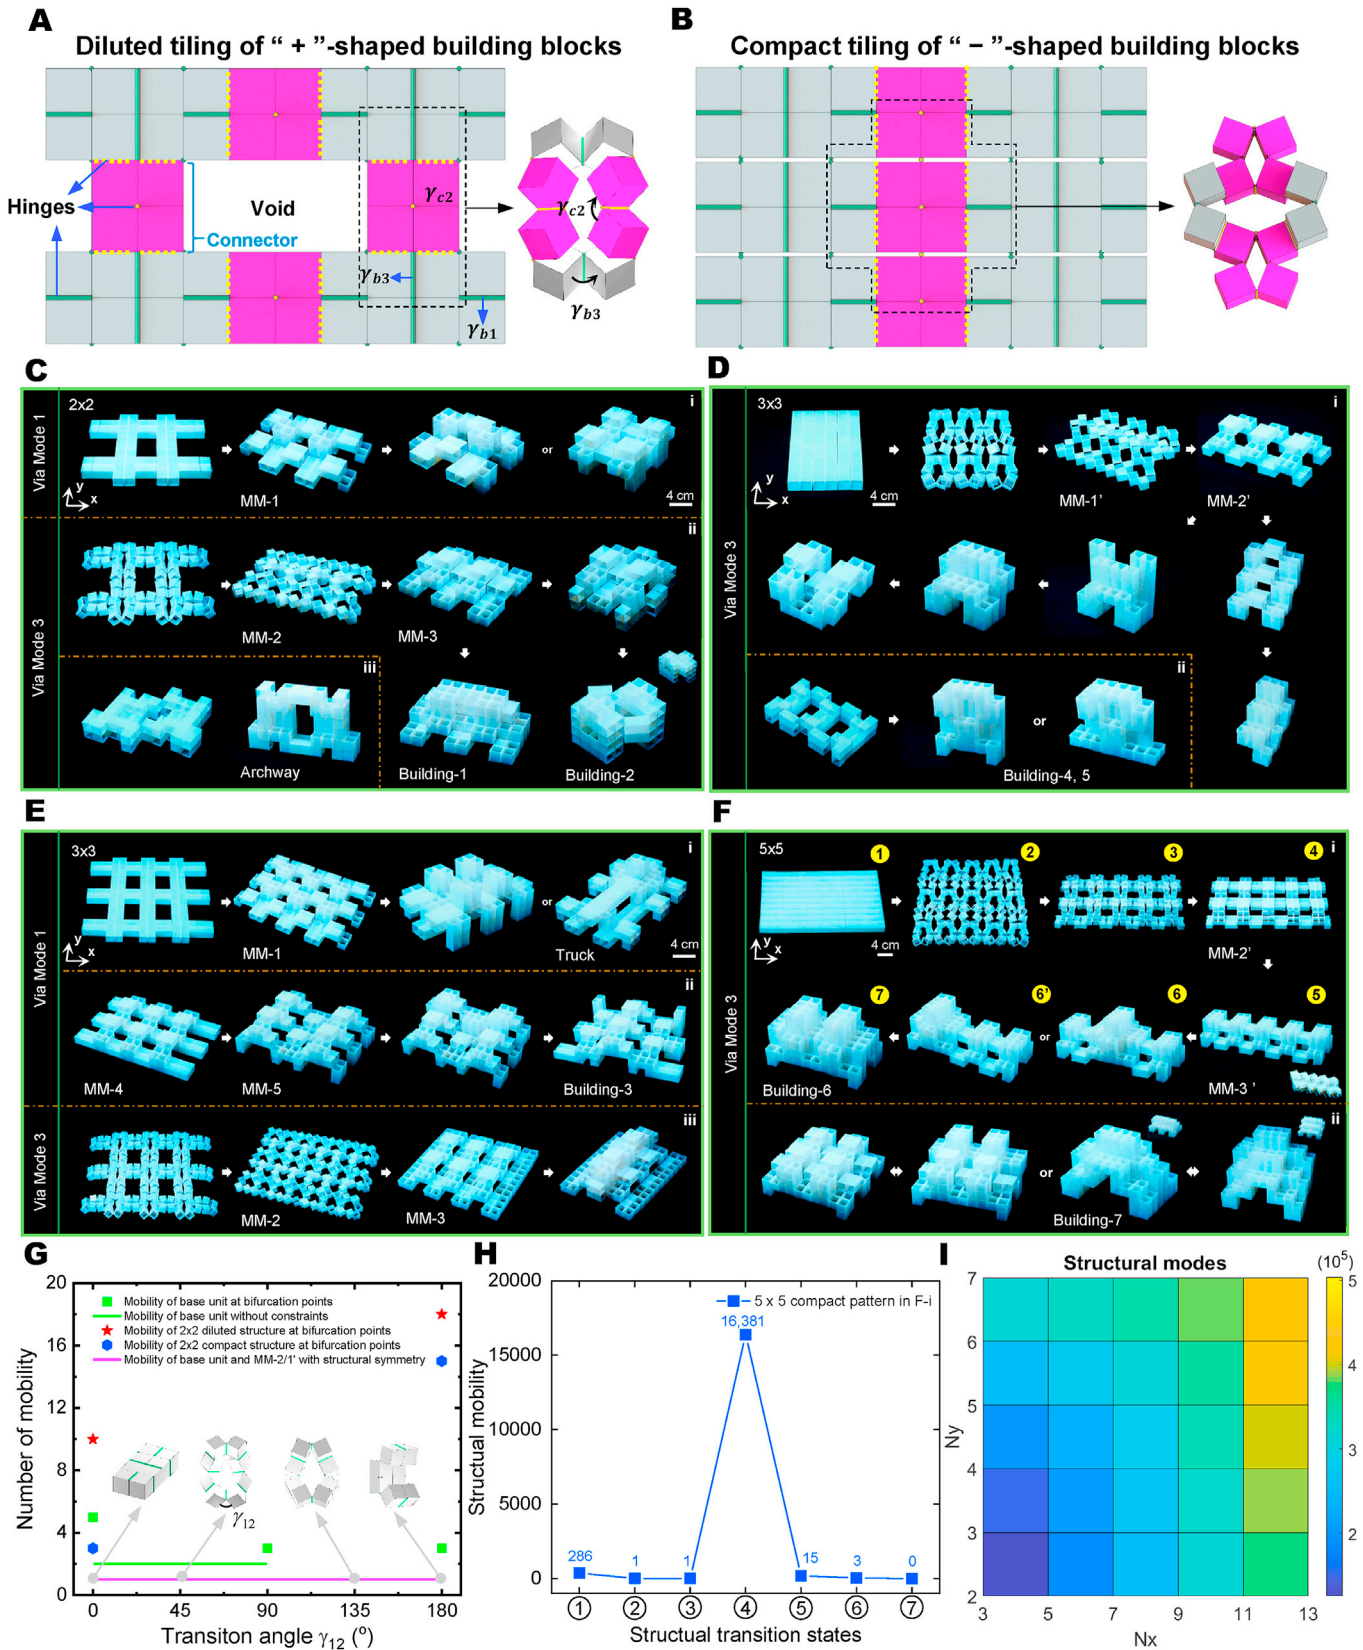 A
Diluted tiling of “ + ”-shaped building blocks
Hinges
Void
Connector
γc2
γb3
γb1
γc2
γb3
B
Compact tiling of “ − ”-shaped building blocks
C
Via Mode 1
2x2
i
MM-1
or
y
x
4 cm
Via Mode 3
ii
MM-2
MM-3
iii
Archway
Building-1
Building-2
D
Via Mode 3
3x3
i
y
x
4 cm
MM-1’
MM-2’
ii
or
Building-4, 5
E
Via Mode 1
3x3
i
y
x
MM-1
or
Truck
4 cm
ii
MM-4
MM-5
Building-3
Via Mode 3
iii
MM-2
MM-3
F
Via Mode 3
5x5
1
2
3
4
i
y
x
4 cm
MM-2’
7
6’
6
5
or
Building-6
MM-3 ’
ii
or
Building-7
G
Number of mobility
20
16
12
8
4
0
Mobility of base unit at bifurcation points
Mobility of base unit without constraints
Mobility of 2x2 diluted structure at bifurcation points
Mobility of 2x2 compact structure at bifurcation points
Mobility of base unit and MM-2/1' with structural symmetry
γ12
0 45 90 135 180
Transiton angle γ12 (°)
H
Structual mobility
20000
15000
10000
5000
0
5 x 5 compact pattern in F-i
16,381
286
1
1
15
3
0
1 2 3 4 5 6 7
Structual transition states
I
Structural modes
(10⁵)
Ny
7
6
5
4
3
2
3 5 7 9 11 13
Nx
5
4
3
2